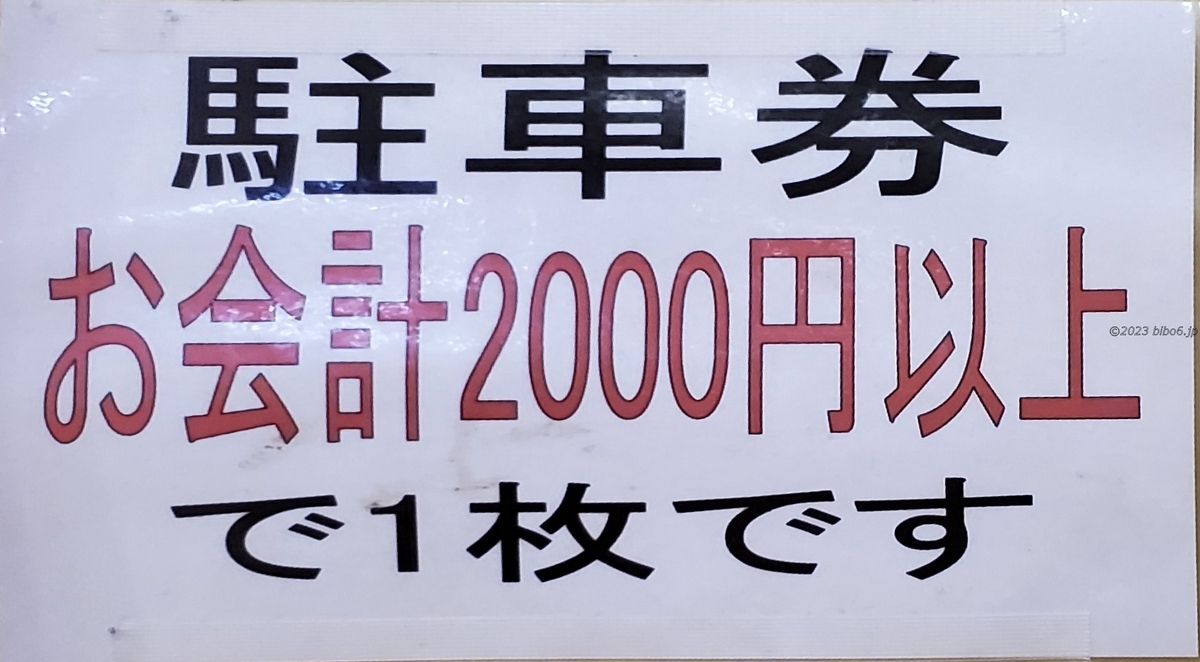 駐車券
お会計2000円以上
©2023 bibo6.jp
で1枚です